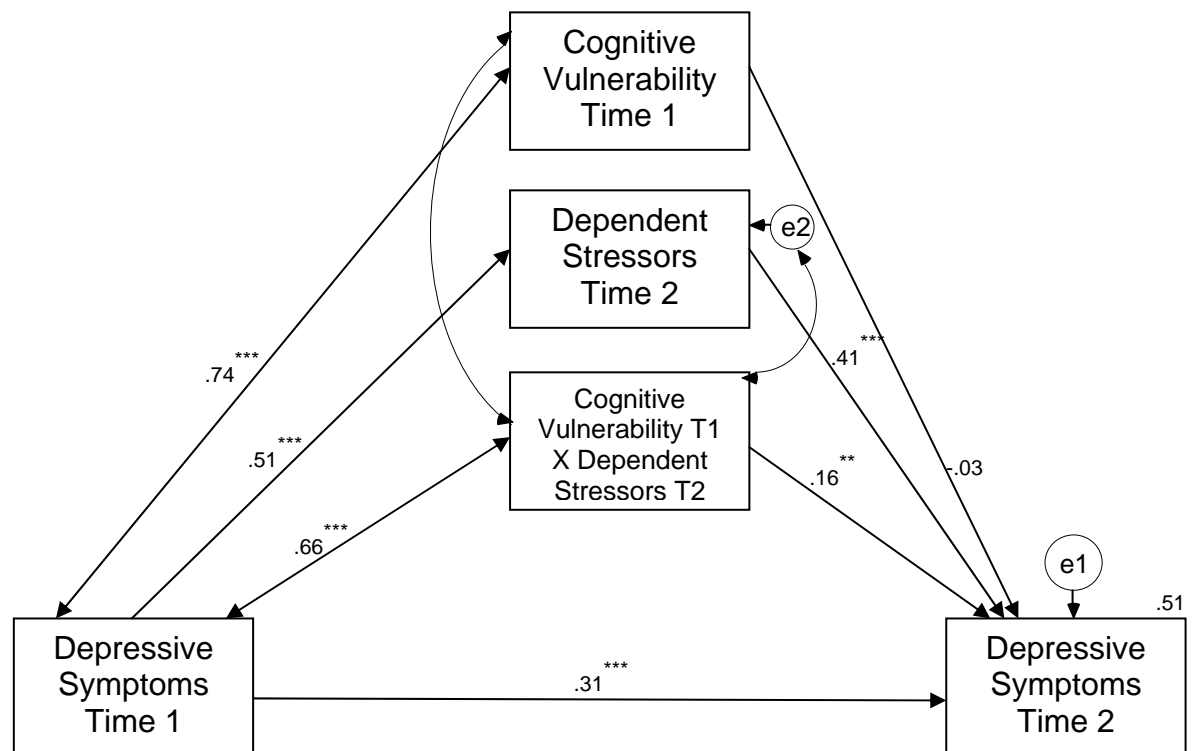 Cognitive
Vulnerability
Time 1
Dependent
Stressors
Time 2
e2
Cognitive
Vulnerability T1
X Dependent
Stressors T2
.74***
.51***
.66***
.41***
.16**
-.03
e1
.51
Depressive
Symptoms
Time 1
.31***
Depressive
Symptoms
Time 2